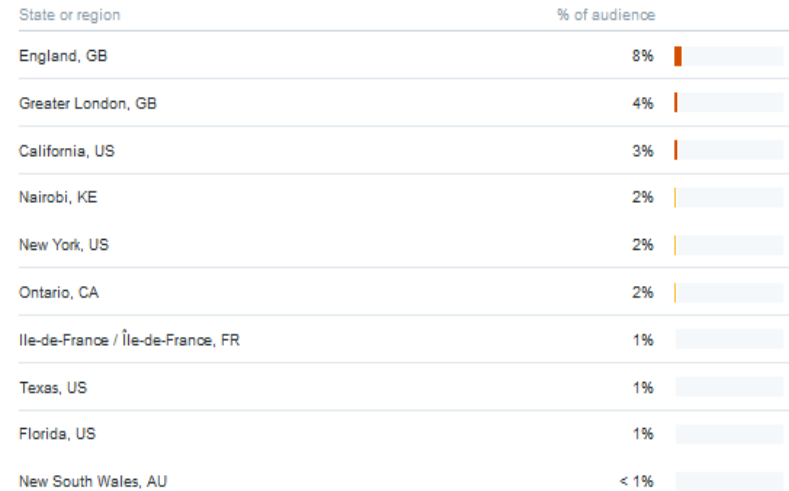 State or region % of audience
England, GB 8%
Greater London, GB 4%
California, US 3%
Nairobi, KE 2%
New York, US 2%
Ontario, CA 2%
Ile-de-France / Île-de-France, FR 1%
Texas, US 1%
Florida, US 1%
New South Wales, AU < 1%